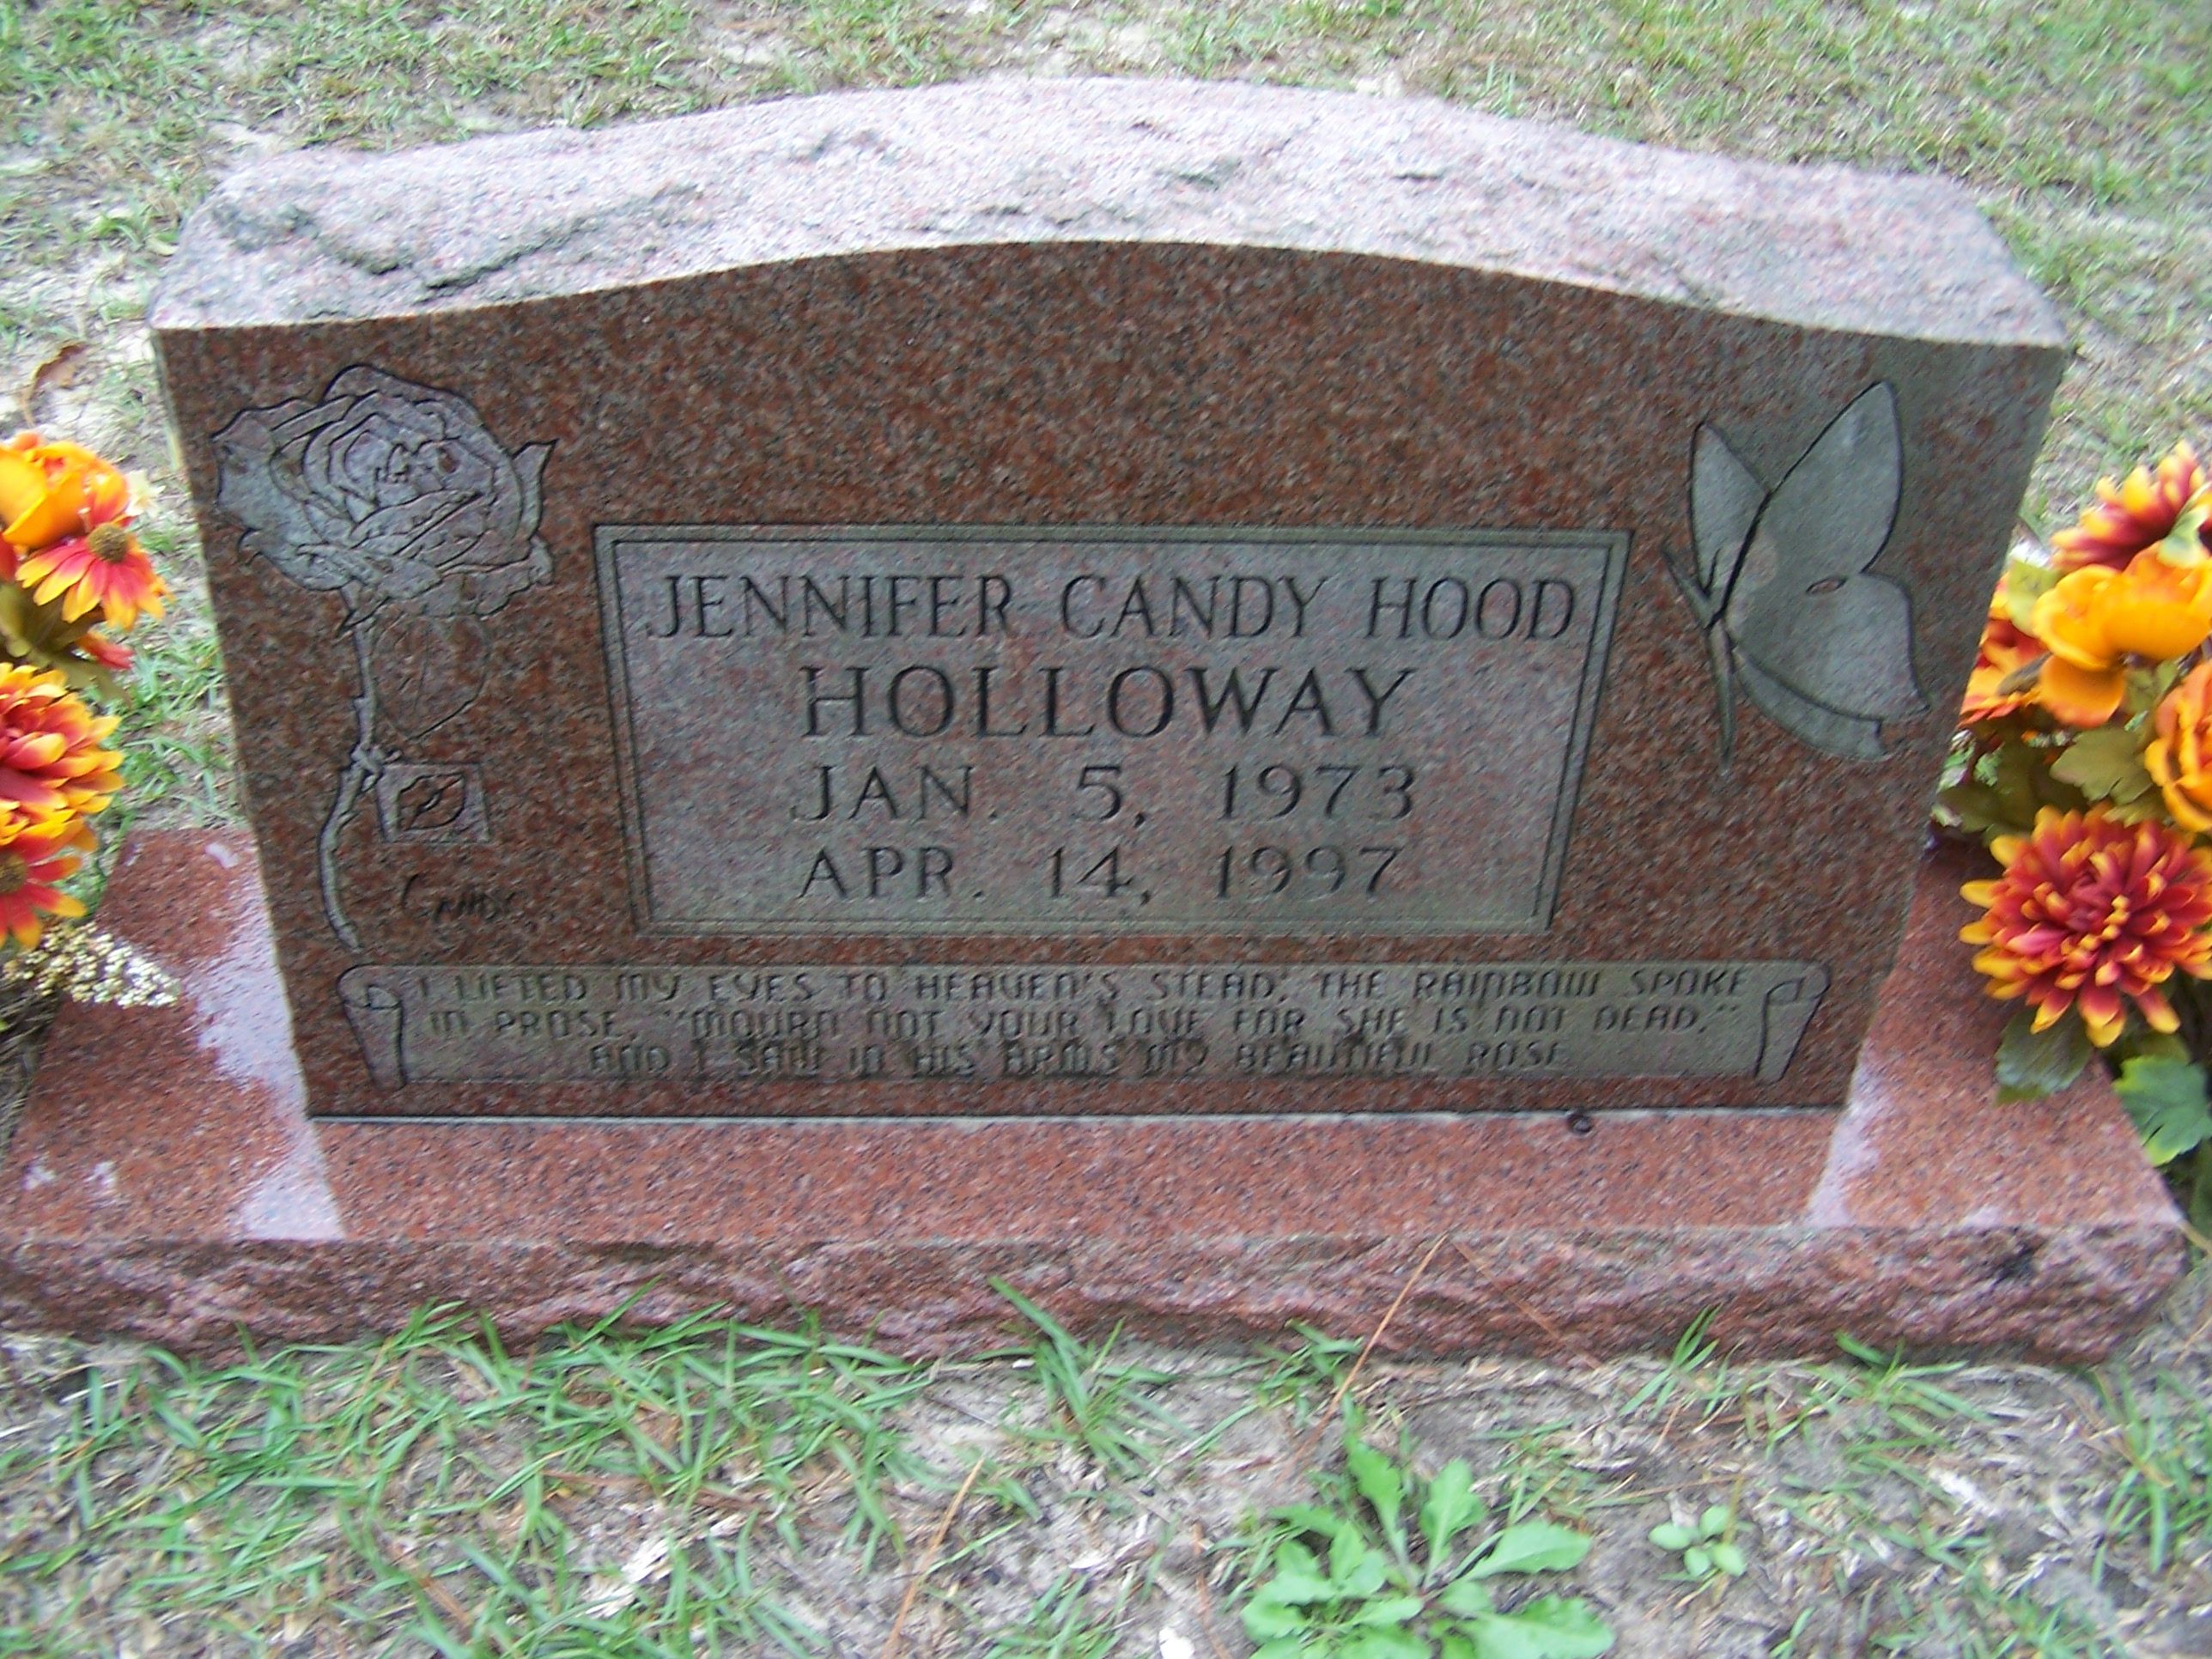 JENNIFER CANDY HOOD
HOLLOWAY
JAN. 5, 1973
APR. 14, 1997
Candy
I LIFTED MY EYES TO HEAVEN'S STEAD; THE RAINBOW SPOKE
IN PROSE, "MOURN NOT YOUR LOVE FOR SHE IS NOT DEAD,"
AND I SAW IN HIS ARMS MY BEAUTIFUL ROSE